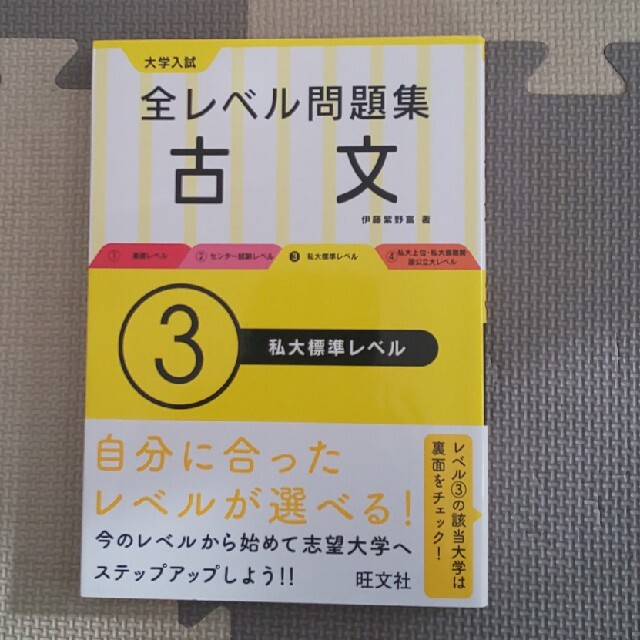 大学入試
全レベル問題集
古文
伊藤紫野富 著
① 基礎レベル
② センター試験レベル
❸ 私大標準レベル
④ 私大上位・私大最難関・
国公立大レベル
③ 私大標準レベル
自分に合った
レベルが選べる!
今のレベルから始めて志望大学へ
ステップアップしよう!!
旺文社
レベル③の該当大学は
裏面をチェック!